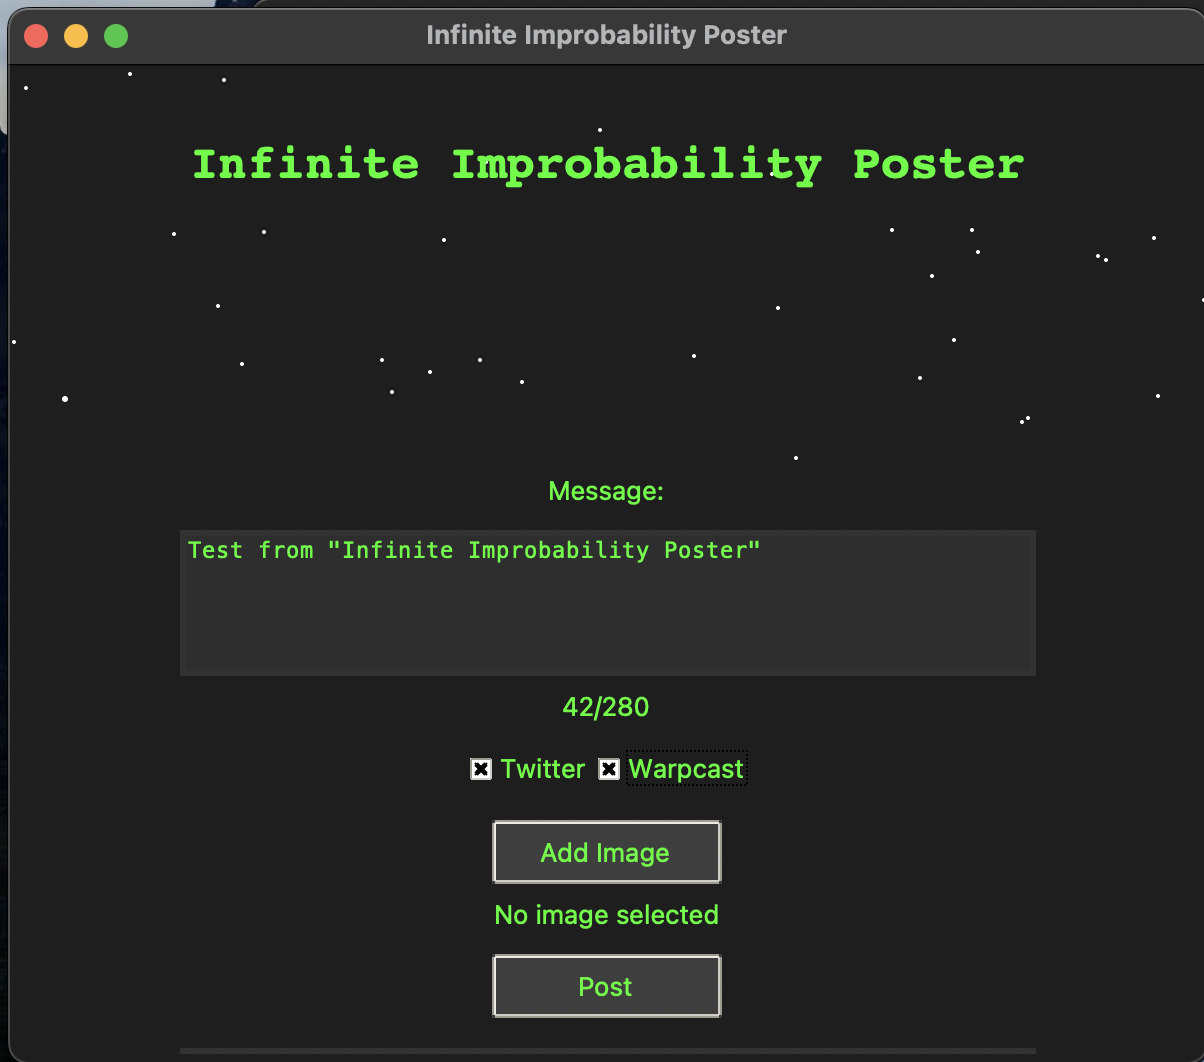 Infinite Improbability Poster
Infinite Improbability Poster
Message:
Test from "Infinite Improbability Poster"
42/280
Twitter Warpcast
Add Image
No image selected
Post